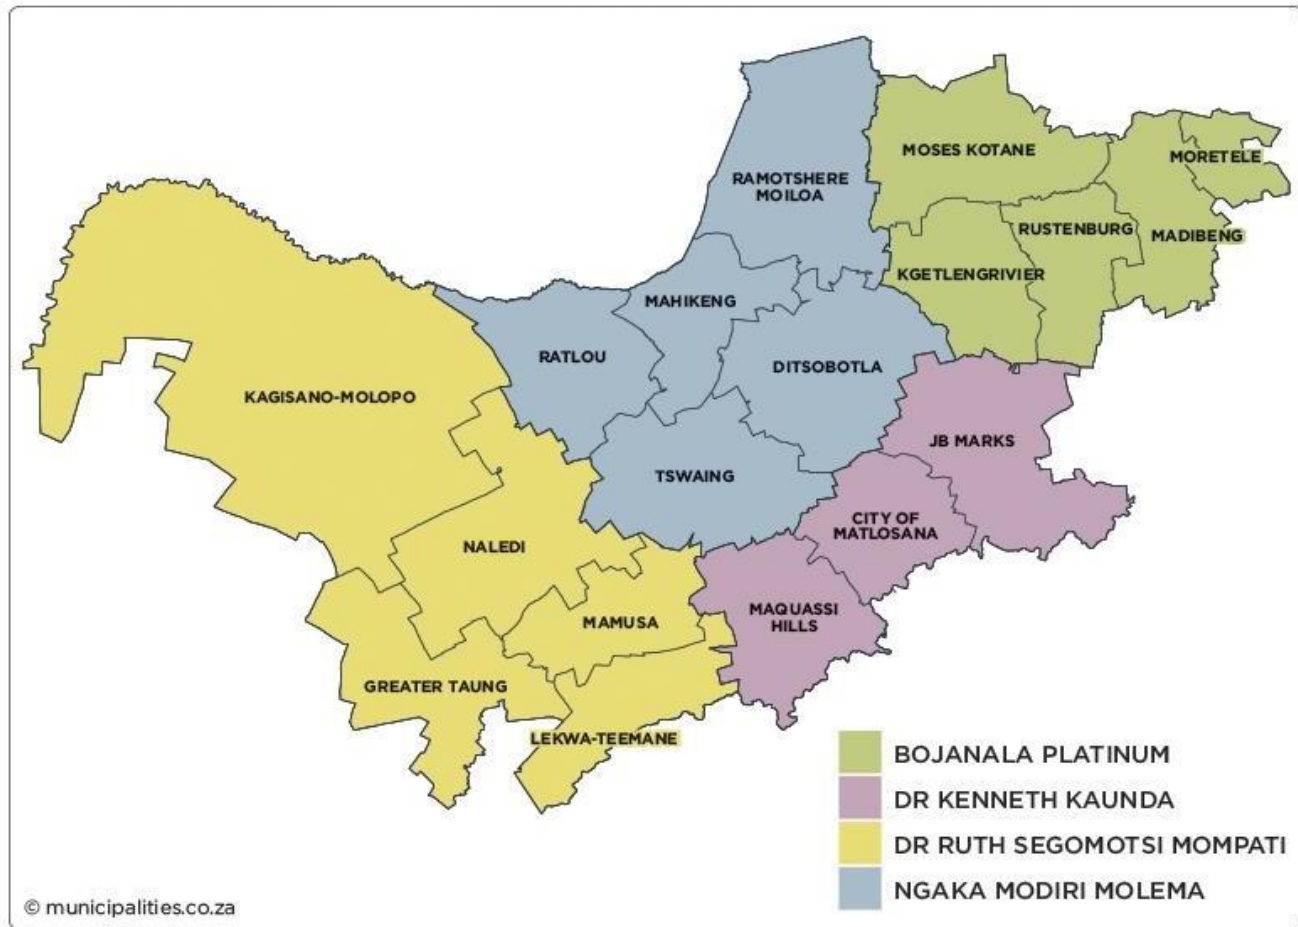 MOSES KOTANE
MORETELE
RAMOTSHERE
MOILOA
RUSTENBURG
MADIBENG
KGETLENGRIVIER
MAHIKENG
RATLOU
DITSOBOTLA
KAGISANO-MOLOPO
JB MARKS
TSWAING
CITY OF
MATLOSANA
NALEDI
MAQUASSI
HILLS
MAMUSA
GREATER TAUNG
LEKWA-TEEMANE
BOJANALA PLATINUM
DR KENNETH KAUNDA
DR RUTH SEGOMOTSI MOMPATI
NGAKA MODIRI MOLEMA
© municipalities.co.za